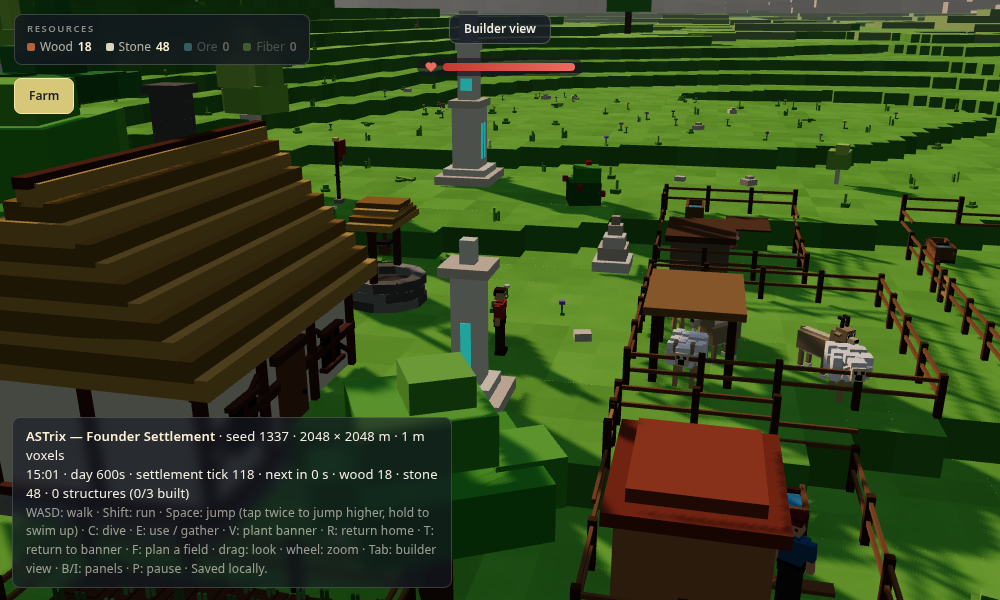 RESOURCES
Wood 18 Stone 48 Ore 0 Fiber 0
Builder view
Farm
ASTrix — Founder Settlement · seed 1337 · 2048 × 2048 m · 1 m
voxels
15:01 · day 600s · settlement tick 118 · next in 0 s · wood 18 · stone
48 · 0 structures (0/3 built)
WASD: walk · Shift: run · Space: jump (tap twice to jump higher, hold to
swim up) · C: dive · E: use / gather · V: plant banner · R: return home · T:
return to banner · F: plan a field · drag: look · wheel: zoom · Tab: builder
view · B/I: panels · P: pause · Saved locally.